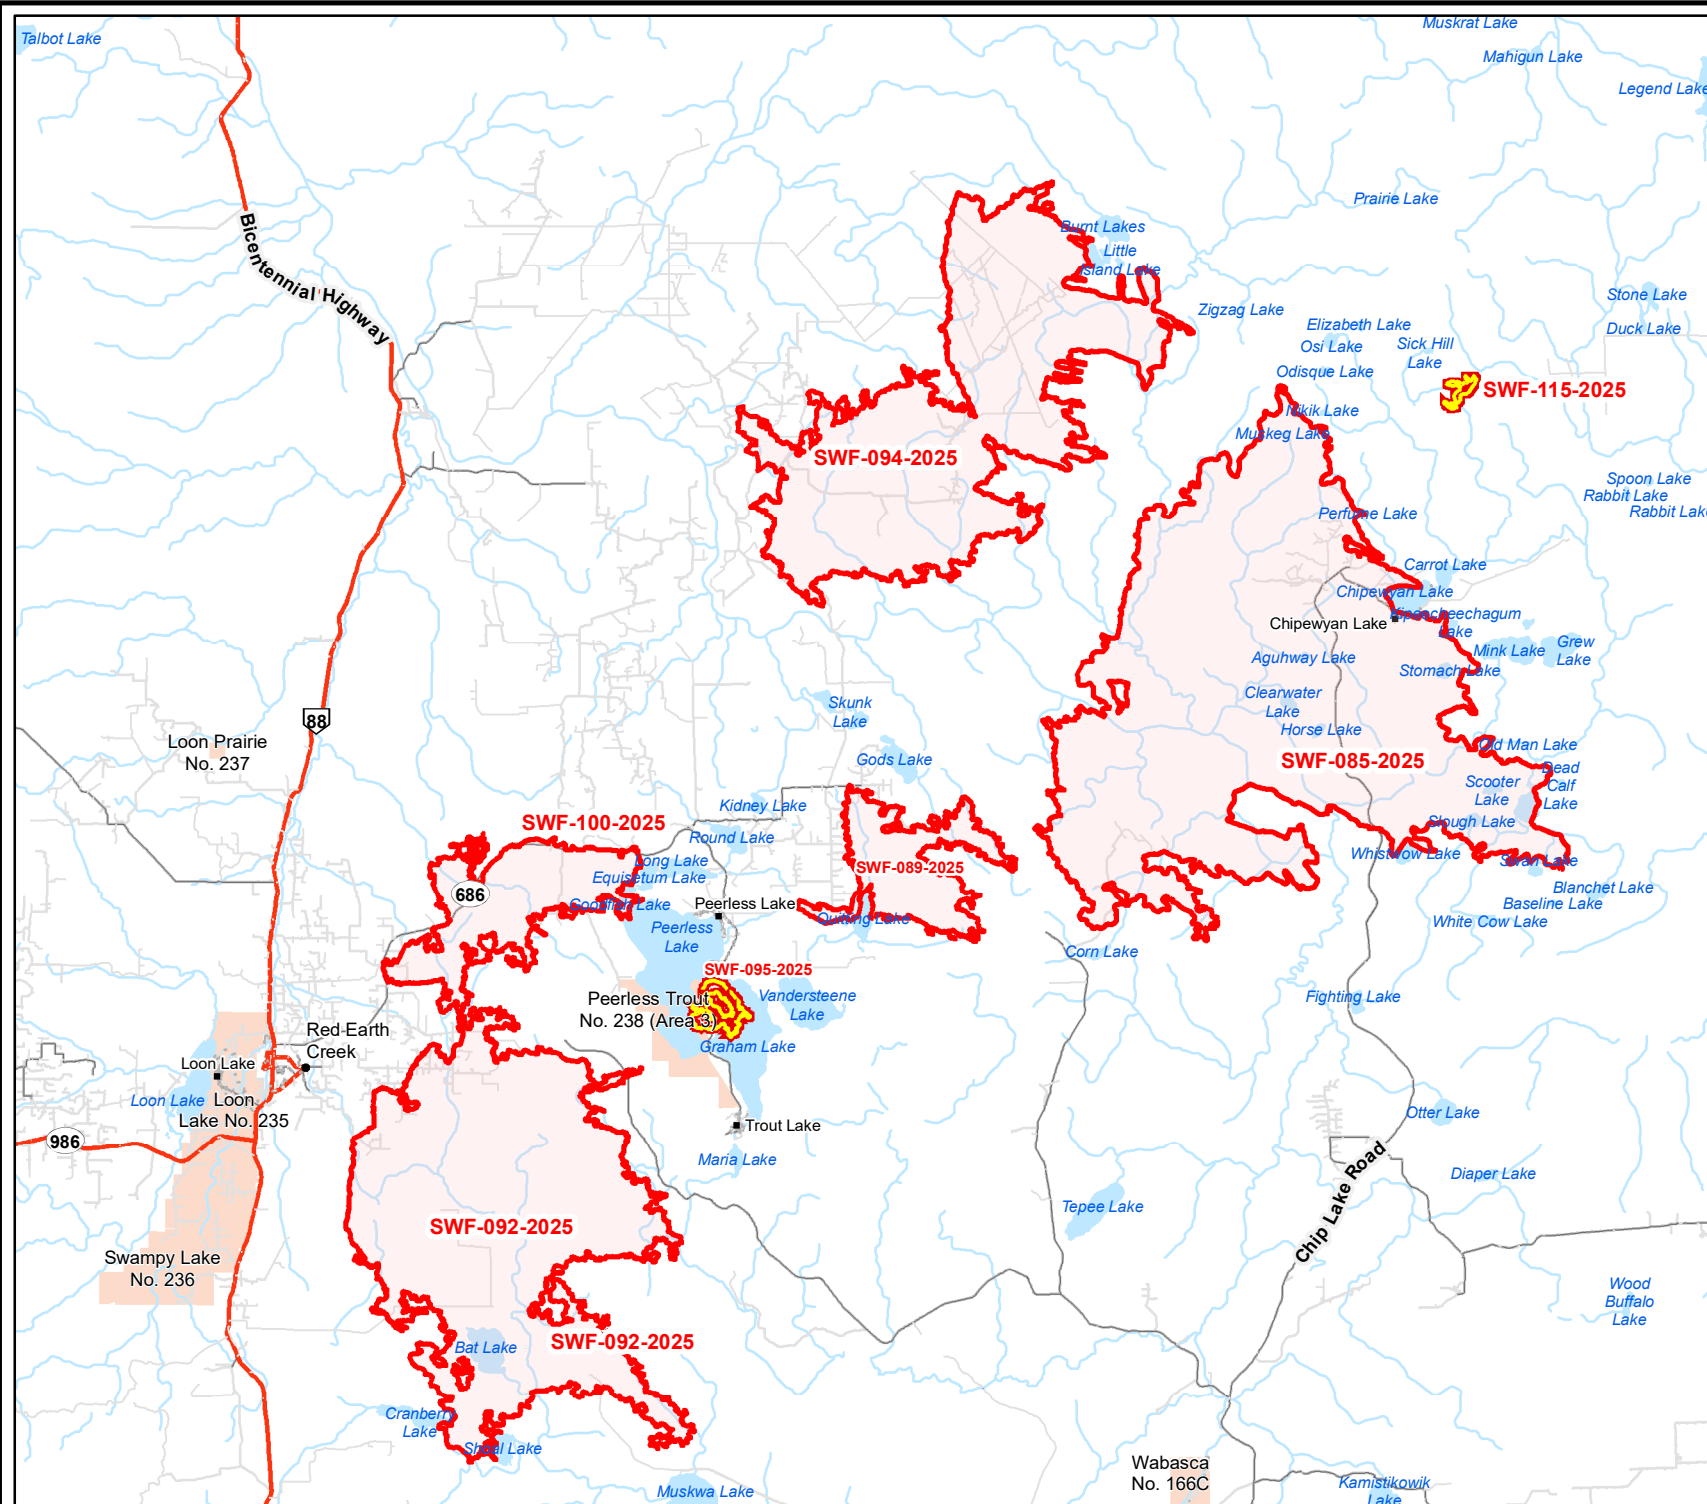 Talbot Lake
Muskrat Lake
Mahigun Lake
Legend Lake
Prairie Lake
Bicentennial Highway
Burnt Lakes
Little
Island Lake
Zigzag Lake
Stone Lake
Duck Lake
Elizabeth Lake
Osi Lake
Sick Hill
Lake
Odisque Lake
SWF-115-2025
Nikik Lake
Muskeg Lake
SWF-094-2025
Spoon Lake
Rabbit Lake
Rabbit Lake
Perfume Lake
Carrot Lake
Chipewyan Lake
Kipescheechagum
Lake
Chipewyan Lake
Mink Lake
Grew
Lake
Aguhway Lake
Stomach Lake
Clearwater
Lake
Horse Lake
Skunk
Lake
88
Loon Prairie
No. 237
Gods Lake
SWF-085-2025
Old Man Lake
Dead
Calf
Lake
Scooter
Lake
Slough Lake
Kidney Lake
Round Lake
SWF-100-2025
Long Lake
Equisetum Lake
SWF-089-2025
Whistwow Lake
Swan Lake
Blanchet Lake
Baseline Lake
White Cow Lake
686
Goodfish Lake
Peerless Lake
Quitting Lake
Peerless
Lake
Corn Lake
SWF-095-2025
Peerless Trout
No. 238 (Area 3)
Vandersteene
Lake
Fighting Lake
Graham Lake
Red Earth
Creek
Loon Lake
Loon Lake
Loon
Lake No. 235
986
Trout Lake
Otter Lake
Maria Lake
Diaper Lake
Chip Lake Road
Tepee Lake
SWF-092-2025
Swampy Lake
No. 236
Wood
Buffalo
Lake
SWF-092-2025
Bat Lake
Cranberry
Lake
Shoal Lake
Muskwa Lake
Wabasca
No. 166C
Kamistikowik
Lake